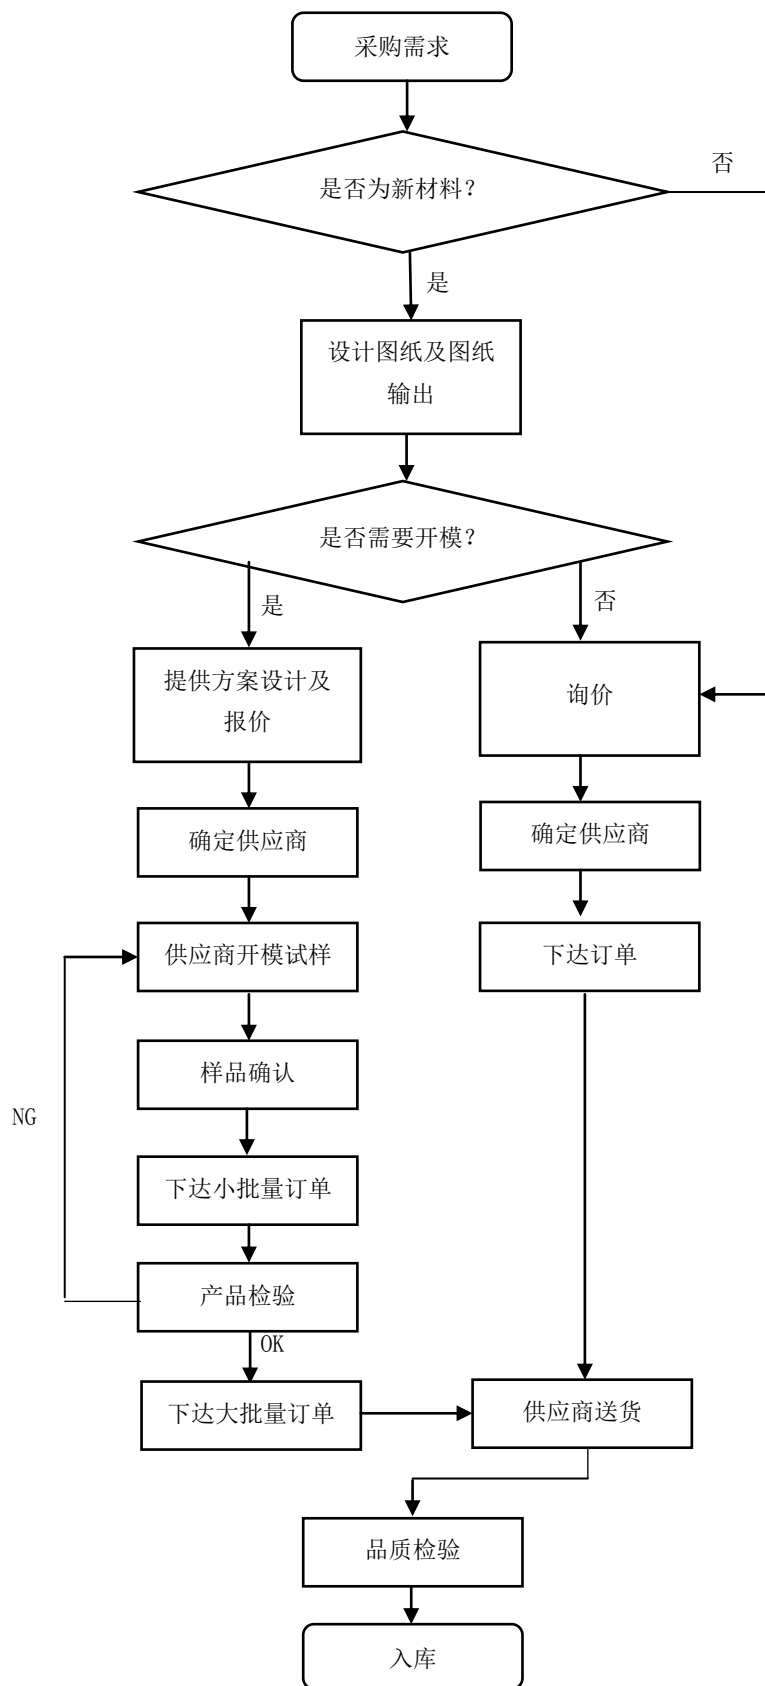 采购需求
是否为新材料?
否
是
设计图纸及图纸
输出
是否需要开模?
是
否
提供方案设计及
报价
询价
确定供应商
确定供应商
供应商开模试样
下达订单
样品确认
NG
下达小批量订单
产品检验
OK
下达大批量订单
供应商送货
品质检验
入库